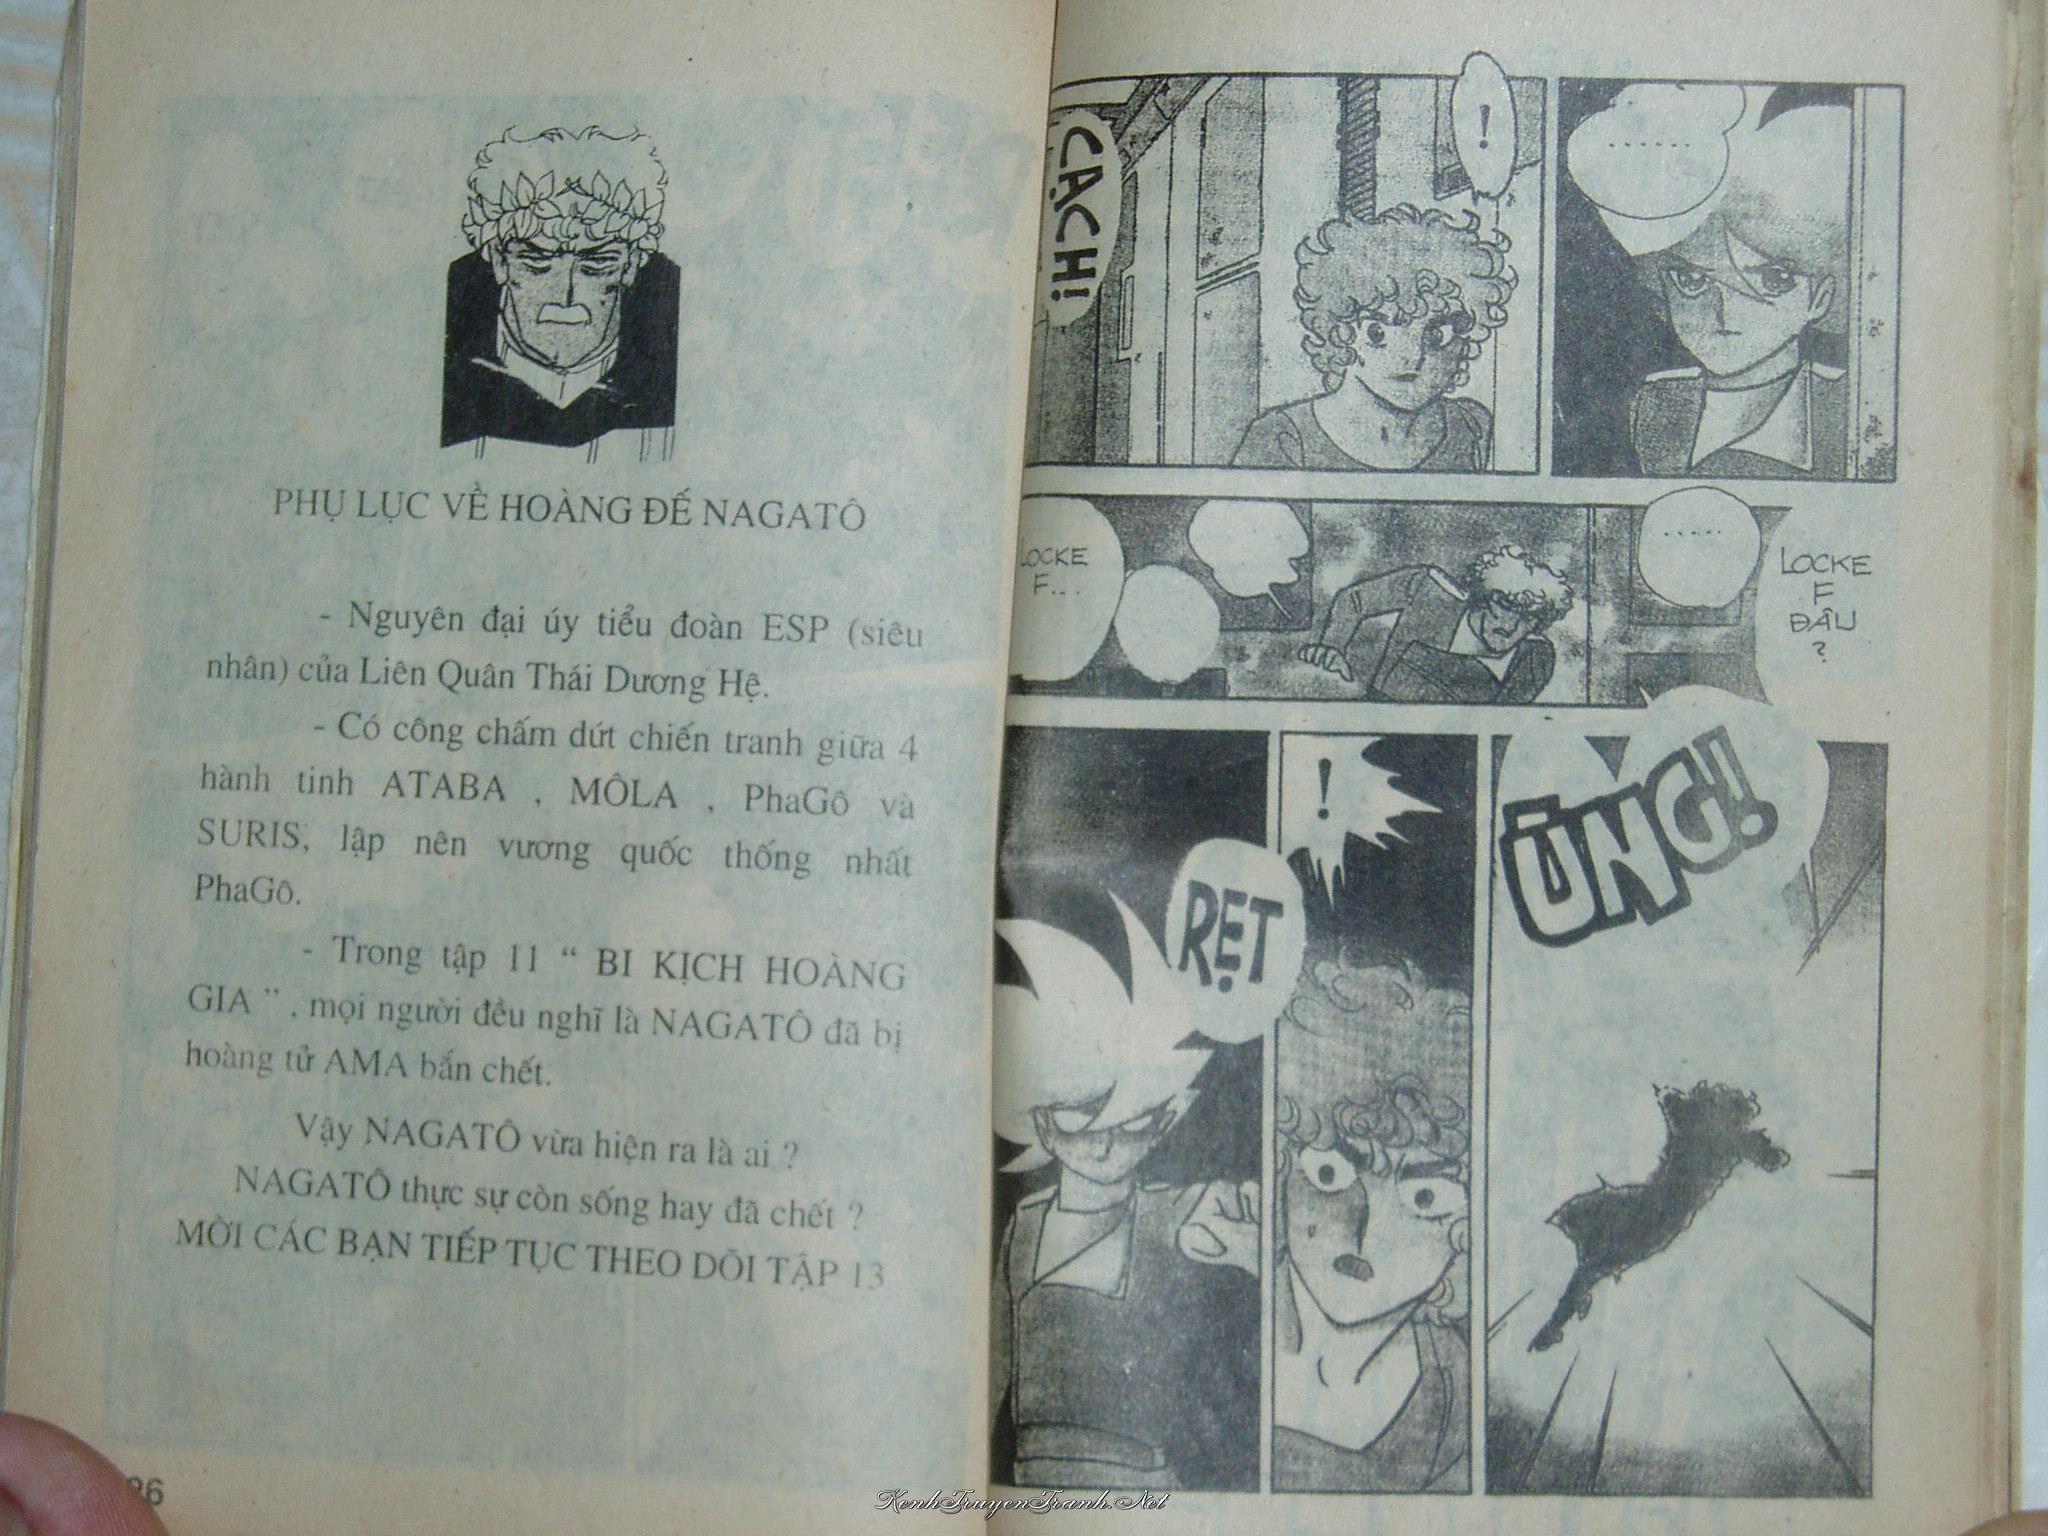 PHỤ LỤC VỀ HOÀNG ĐẾ NAGATÔ
- Nguyên đại úy tiểu đoàn ESP (siêu
nhân) của Liên Quân Thái Dương Hệ.
- Có công chấm dứt chiến tranh giữa 4
hành tinh ATABA , MÔLA , PhaGô và
SURIS, lập nên vương quốc thống nhất
PhaGô.
- Trong tập 11 “ BI KỊCH HOÀNG
GIA ” , mọi người đều nghĩ là NAGATÔ đã bị
hoàng tử AMA bắn chết.
Vậy NAGATÔ vừa hiện ra là ai ?
NAGATÔ thực sự còn sống hay đã chết ?
MỜI CÁC BẠN TIẾP TỤC THEO DÕI TẬP 13
26
CẠCH!
!
.......
LOCKE
F...
......
LOCKE
F
ĐÂU
?
RẸT
!
ÙNG!
KenhTruyenTranh.Net